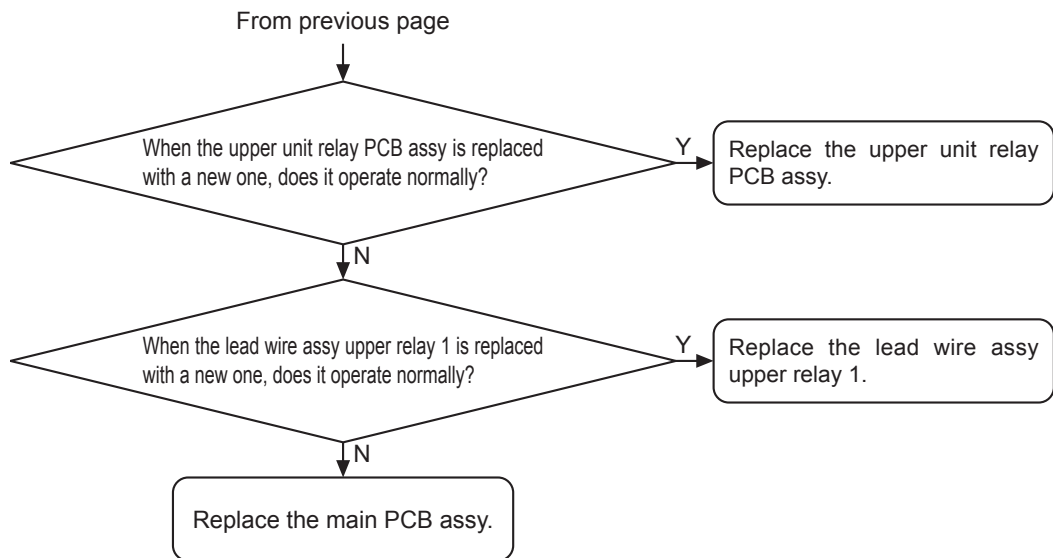 From previous page
When the upper unit relay PCB assy is replaced
with a new one, does it operate normally?
Y
Replace the upper unit relay
PCB assy.
N
When the lead wire assy upper relay 1 is replaced
with a new one, does it operate normally?
Y
Replace the lead wire assy
upper relay 1.
N
Replace the main PCB assy.